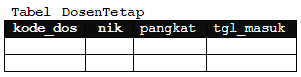 Tabel DosenTetap
kode_dos nik pangkat tgl_masuk